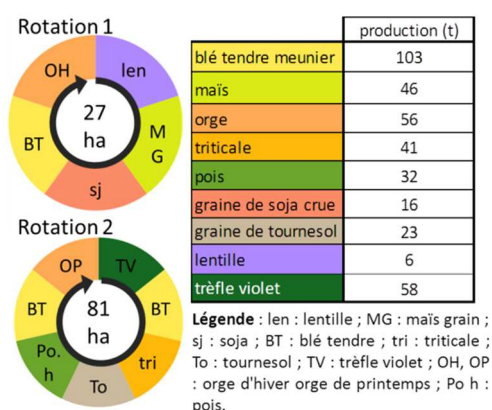 Rotation 1
OH
len
27
ha
BT
M
G
sj
Rotation 2
OP
TV
BT
81
ha
BT
Po.
h
tri
To
production (t)
blé tendre meunier 103
maïs 46
orge 56
triticale 41
pois 32
graine de soja crue 16
graine de tournesol 23
lentille 6
trèfle violet 58
Légende : len : lentille ; MG : maïs grain ;
sj : soja ; BT : blé tendre ; tri : triticale ;
To : tournesol ; TV : trèfle violet ; OH, OP
: orge d'hiver orge de printemps ; Po h :
pois.